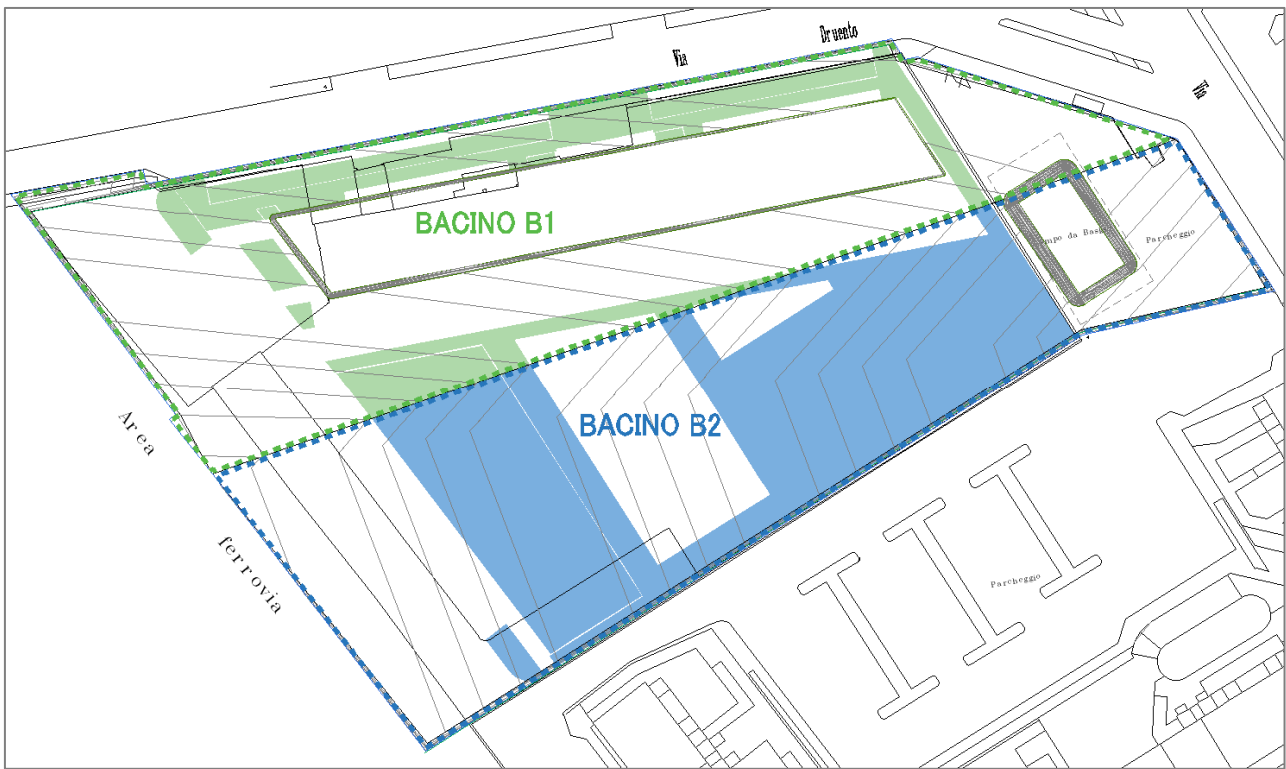 Via
Druento
Via
BACINO B1
Parcheggio
BACINO B2
Area
ferrovia
Parcheggio